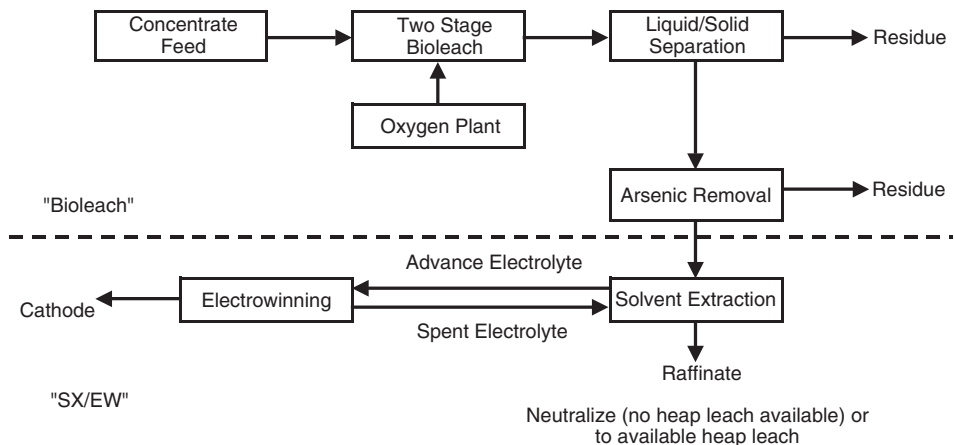 Concentrate
Feed
Two Stage
Bioleach
Liquid/Solid
Separation
Residue
Oxygen Plant
Arsenic Removal
Residue
"Bioleach"
Advance Electrolyte
Cathode
Electrowinning
Solvent Extraction
Spent Electrolyte
Raffinate
"SX/EW"
Neutralize (no heap leach available) or
to available heap leach